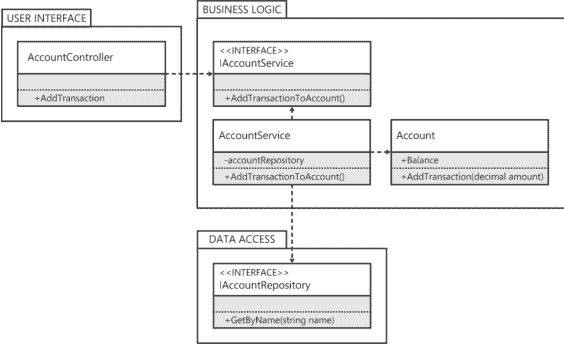 USER INTERFACE
AccountController
+AddTransaction
BUSINESS LOGIC
<<INTERFACE>>
IAccountService
+AddTransactionToAccount()
AccountService
-accountRepository
+AddTransactionToAccount()
Account
+Balance
+AddTransaction(decimal amount)
DATA ACCESS
<<INTERFACE>>
IAccountRepository
+GetByName(string name)